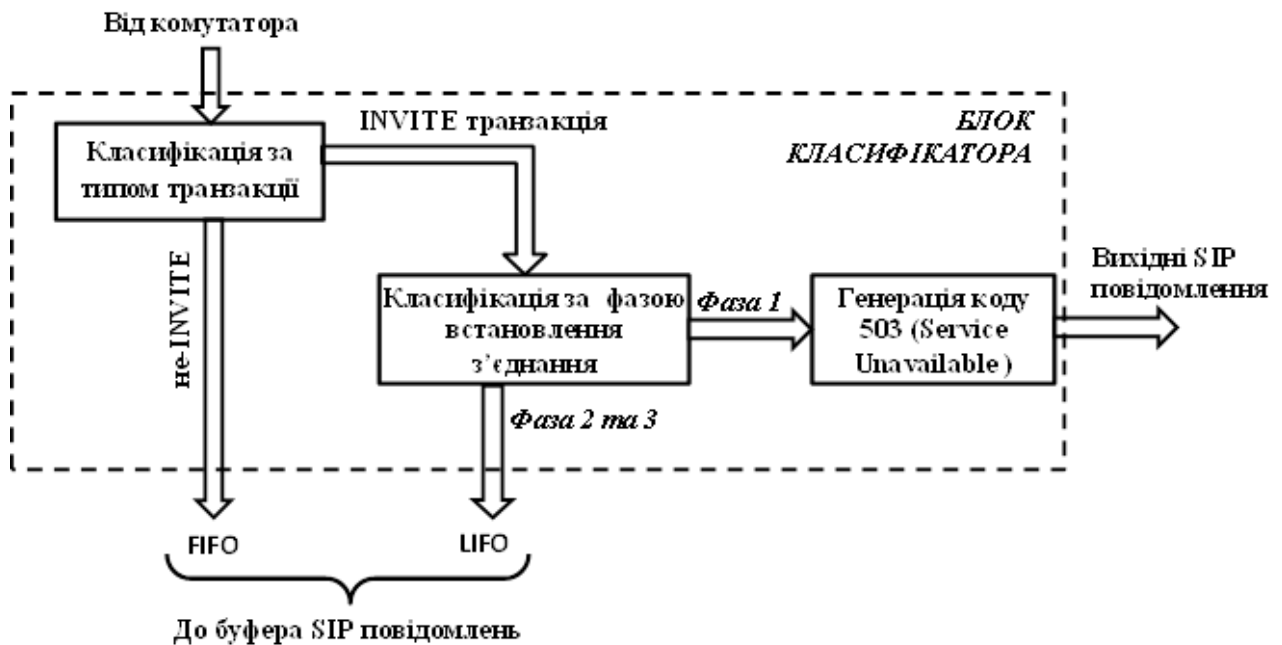 Від комутатора
INVITE транзакція
БЛОК
КЛАСИФІКАТОРА
Класифікація за
типом транзакції
не-INVITE
Класифікація за фазою
встановлення
з’єднання
Фаза 1
Генерація коду
503 (Service
Unavailable )
Вихідні SIP
повідомлення
Фаза 2 та 3
FIFO
LIFO
До буфера SIP повідомлень